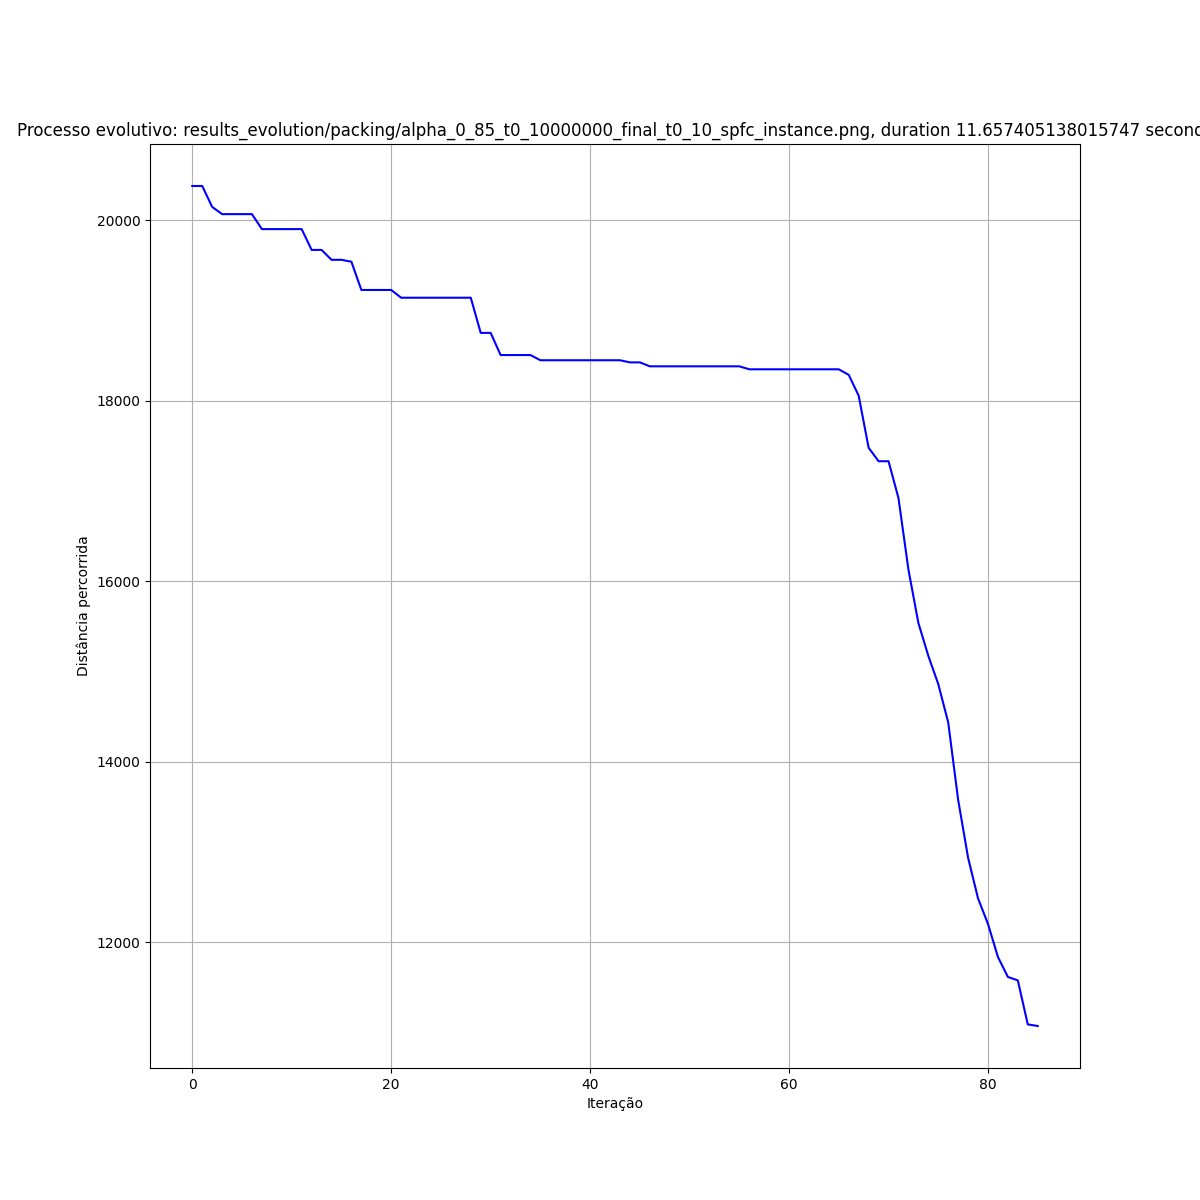 Processo evolutivo: results_evolution/packing/alpha_0_85_t0_10000000_final_t0_10_spfc_instance.png, duration 11.657405138015747
20000
18000
16000
14000
12000
Distância percorrida
0 20 40 60 80
Iteração